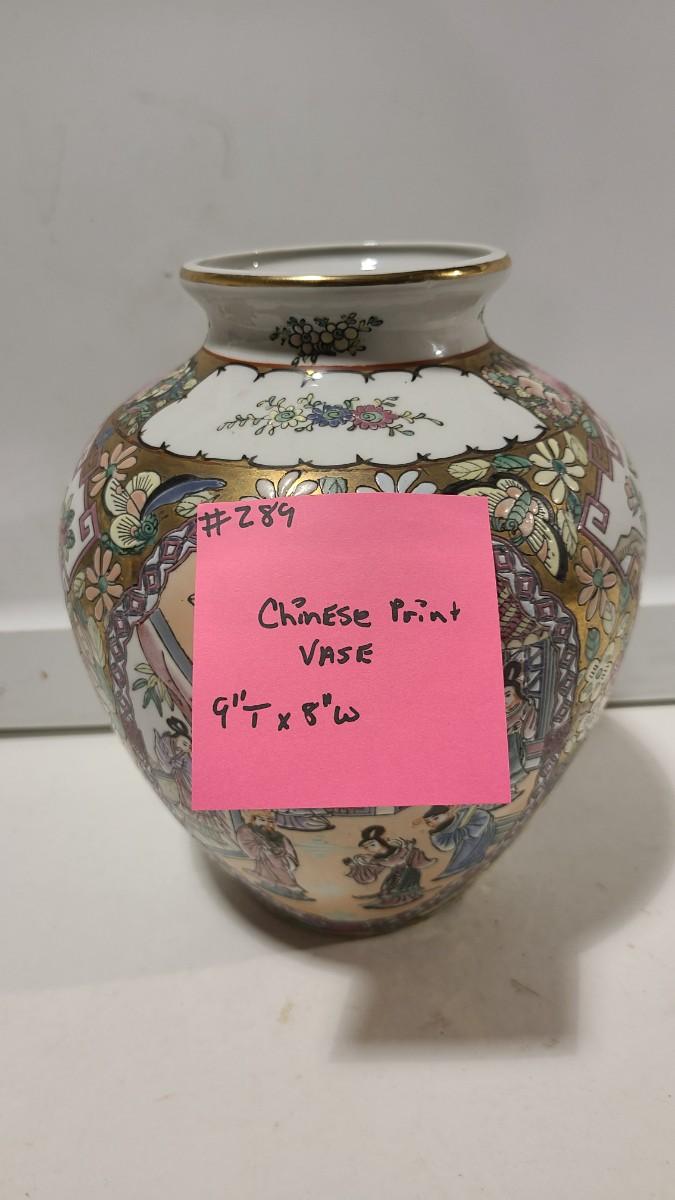 #289
Chinese Print
VASE
9"T x 8"W